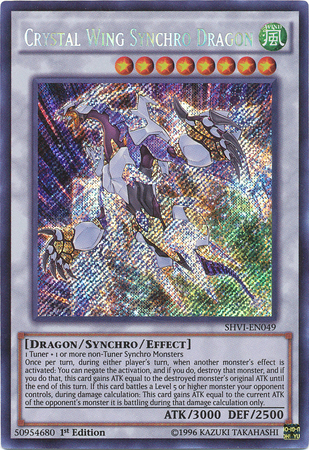 Crystal Wing Synchro Dragon
WIND
風
SHVI-EN049
[Dragon/Synchro/Effect]
1 Tuner + 1 or more non-Tuner Synchro Monsters
Once per turn, during either player's turn, when another monster's effect is
activated: You can negate the activation, and if you do, destroy that monster, and if
you do that, this card gains ATK equal to the destroyed monster's original ATK until
the end of this turn. If this card battles a Level 5 or higher monster your opponent
controls, during damage calculation: This card gains ATK equal to the current ATK
of the opponent's monster it is battling during that damage calculation only.
ATK/3000 DEF/2500
50954680 1st Edition ©1996 KAZUKI TAKAHASHI